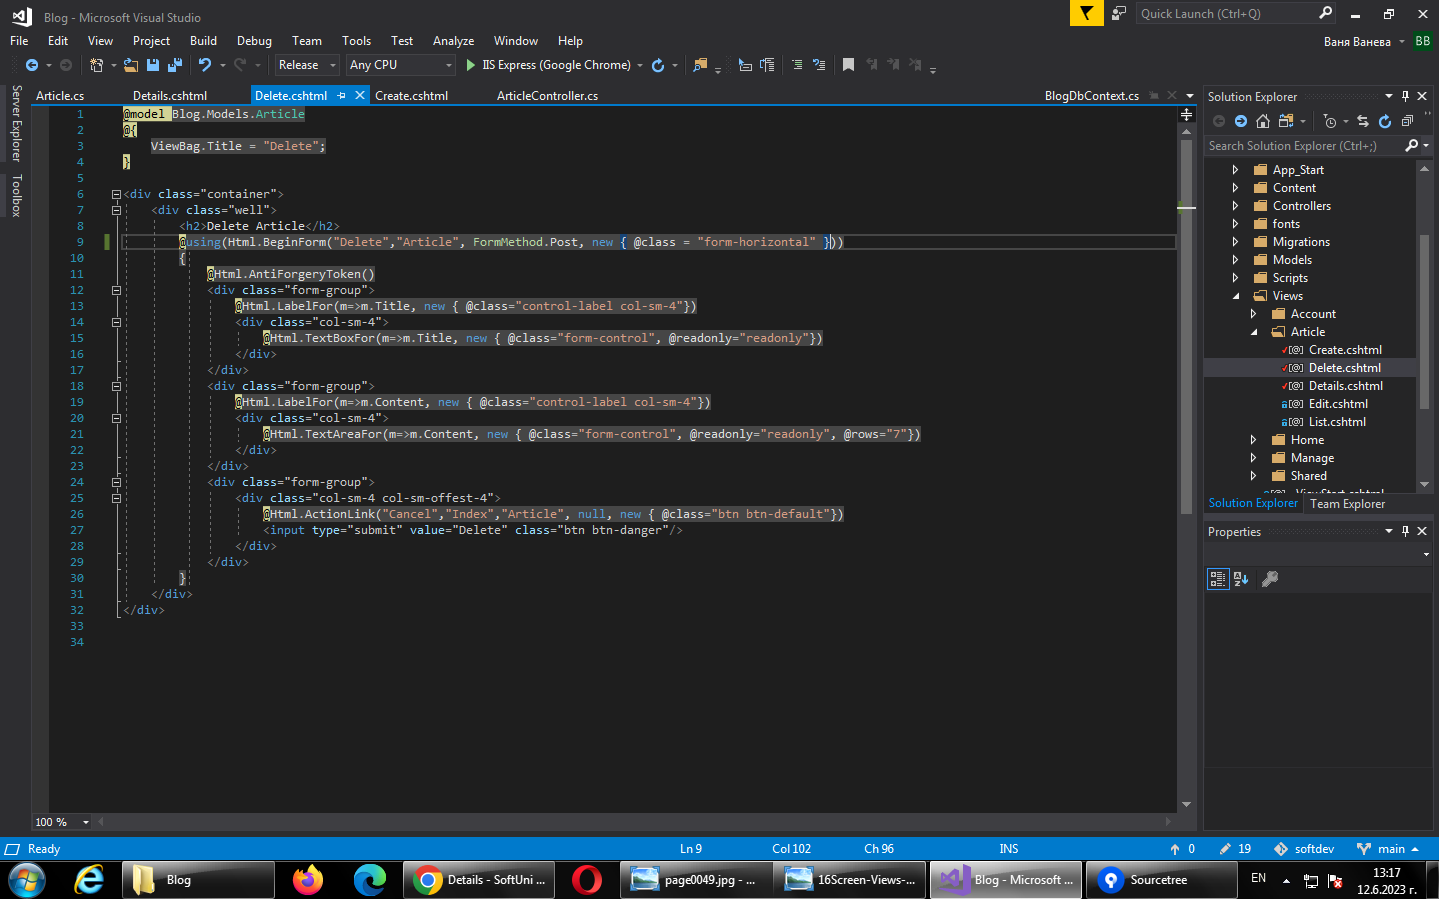 Blog - Microsoft Visual Studio
Quick Launch (Ctrl+Q)
File Edit View Project Build Debug Team Tools Test Analyze Window Help
Ваня Ванева BB
Release Any CPU IIS Express (Google Chrome)
Server Explorer
Toolbox
Article.cs Details.cshtml Delete.cshtml Create.cshtml ArticleController.cs BlogDbContext.cs
1 @model Blog.Models.Article
2 @{
3 ViewBag.Title = "Delete";
4 }
5
6 <div class="container">
7 <div class="well">
8 <h2>Delete Article</h2>
9 @using(Html.BeginForm("Delete","Article", FormMethod.Post, new { @class = "form-horizontal" }))
10 {
11 @Html.AntiForgeryToken()
12 <div class="form-group">
13 @Html.LabelFor(m=>m.Title, new { @class="control-label col-sm-4"})
14 <div class="col-sm-4">
15 @Html.TextBoxFor(m=>m.Title, new { @class="form-control", @readonly="readonly"})
16 </div>
17 </div>
18 <div class="form-group">
19 @Html.LabelFor(m=>m.Content, new { @class="control-label col-sm-4"})
20 <div class="col-sm-4">
21 @Html.TextAreaFor(m=>m.Content, new { @class="form-control", @readonly="readonly", @rows="7"})
22 </div>
23 </div>
24 <div class="form-group">
25 <div class="col-sm-4 col-sm-offest-4">
26 @Html.ActionLink("Cancel","Index","Article", null, new { @class="btn btn-default"})
27 <input type="submit" value="Delete" class="btn btn-danger"/>
28 </div>
29 </div>
30 }
31 </div>
32 </div>
33
34
100 %
Solution Explorer
Search Solution Explorer (Ctrl+;)
App_Start
Content
Controllers
fonts
Migrations
Models
Scripts
Views
Account
Article
Create.cshtml
Delete.cshtml
Details.cshtml
Edit.cshtml
List.cshtml
Home
Manage
Shared
_ViewStart.cshtml
Solution Explorer Team Explorer
Properties
Ready Ln 9 Col 102 Ch 96 INS 0 19 softdev main
Blog Details - SoftUni ... page0049.jpg - ... 16Screen-Views-... Blog - Microsoft ... Sourcetree EN 13:17
12.6.2023 г.